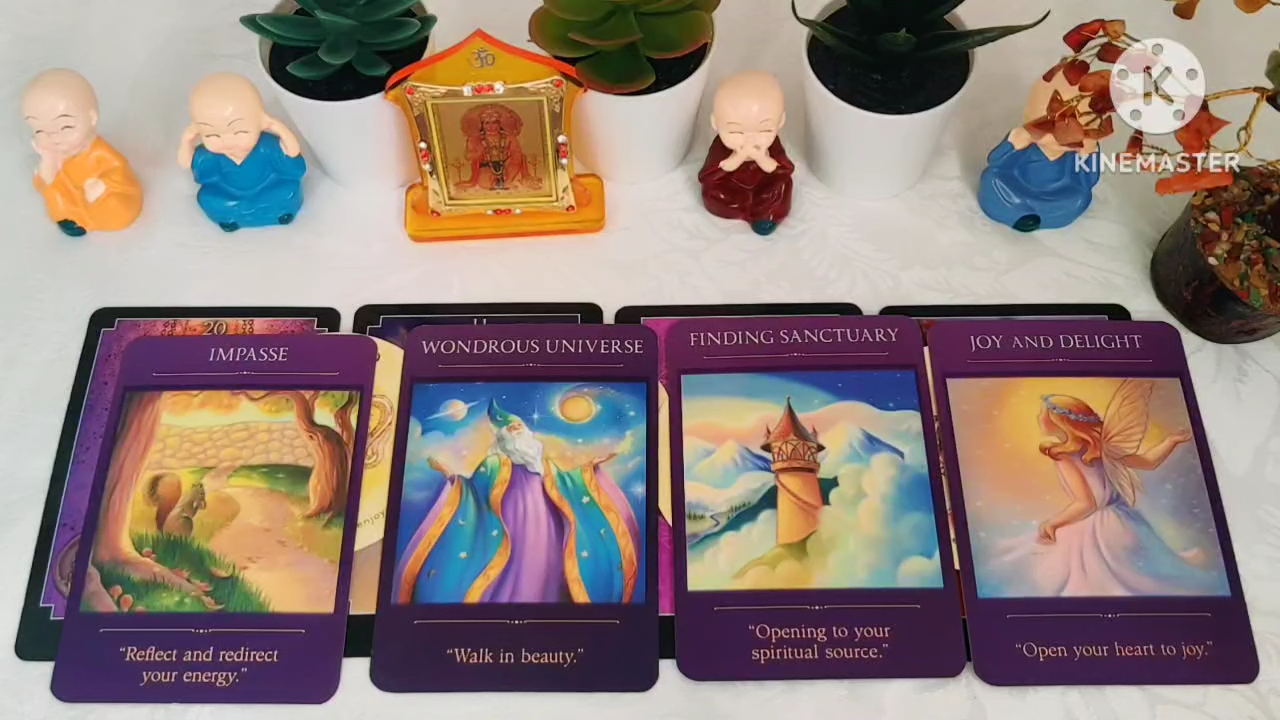 ॐ
K
KINEMASTER
20
IMPASSE
WONDROUS UNIVERSE
FINDING SANCTUARY
JOY AND DELIGHT
enjoy
"Reflect and redirect
your energy."
"Walk in beauty."
"Opening to your
spiritual source."
"Open your heart to joy."